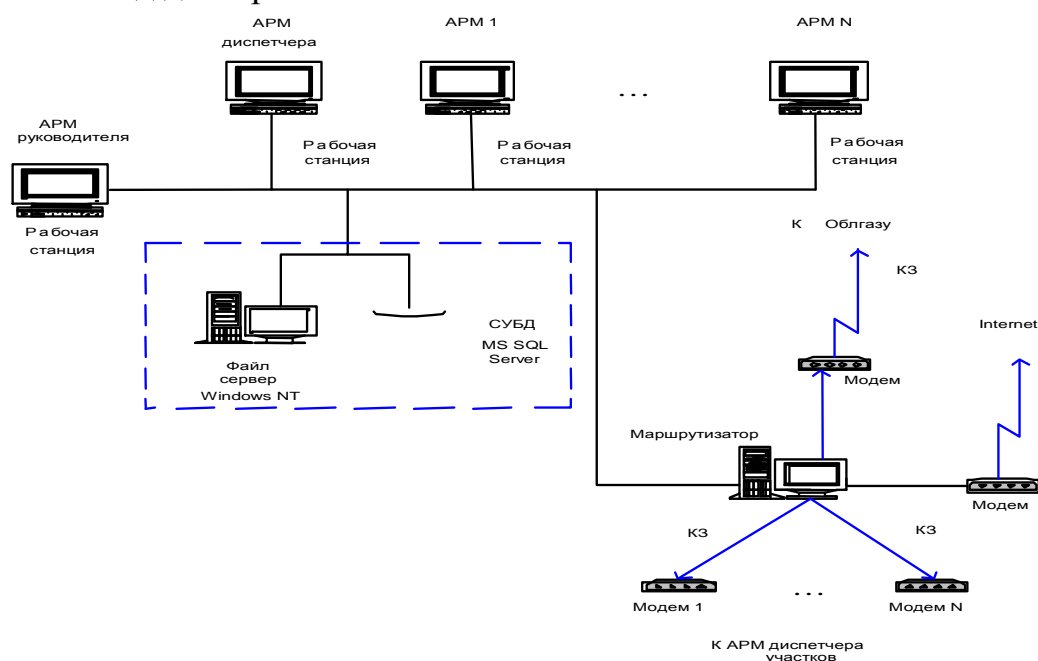 АРМ
диспетчера
АРМ 1
АРМ N
. . .
АРМ
руководителя
Рабочая
станция
Рабочая
станция
Рабочая
станция
Рабочая
станция
К Облгазу
КЗ
Internet
СУБД
MS SQL
Server
Файл
сервер
Windows NT
Модем
Маршрутизатор
Модем
КЗ
КЗ
Модем 1
. . .
Модем N
К АРМ диспетчера
участков